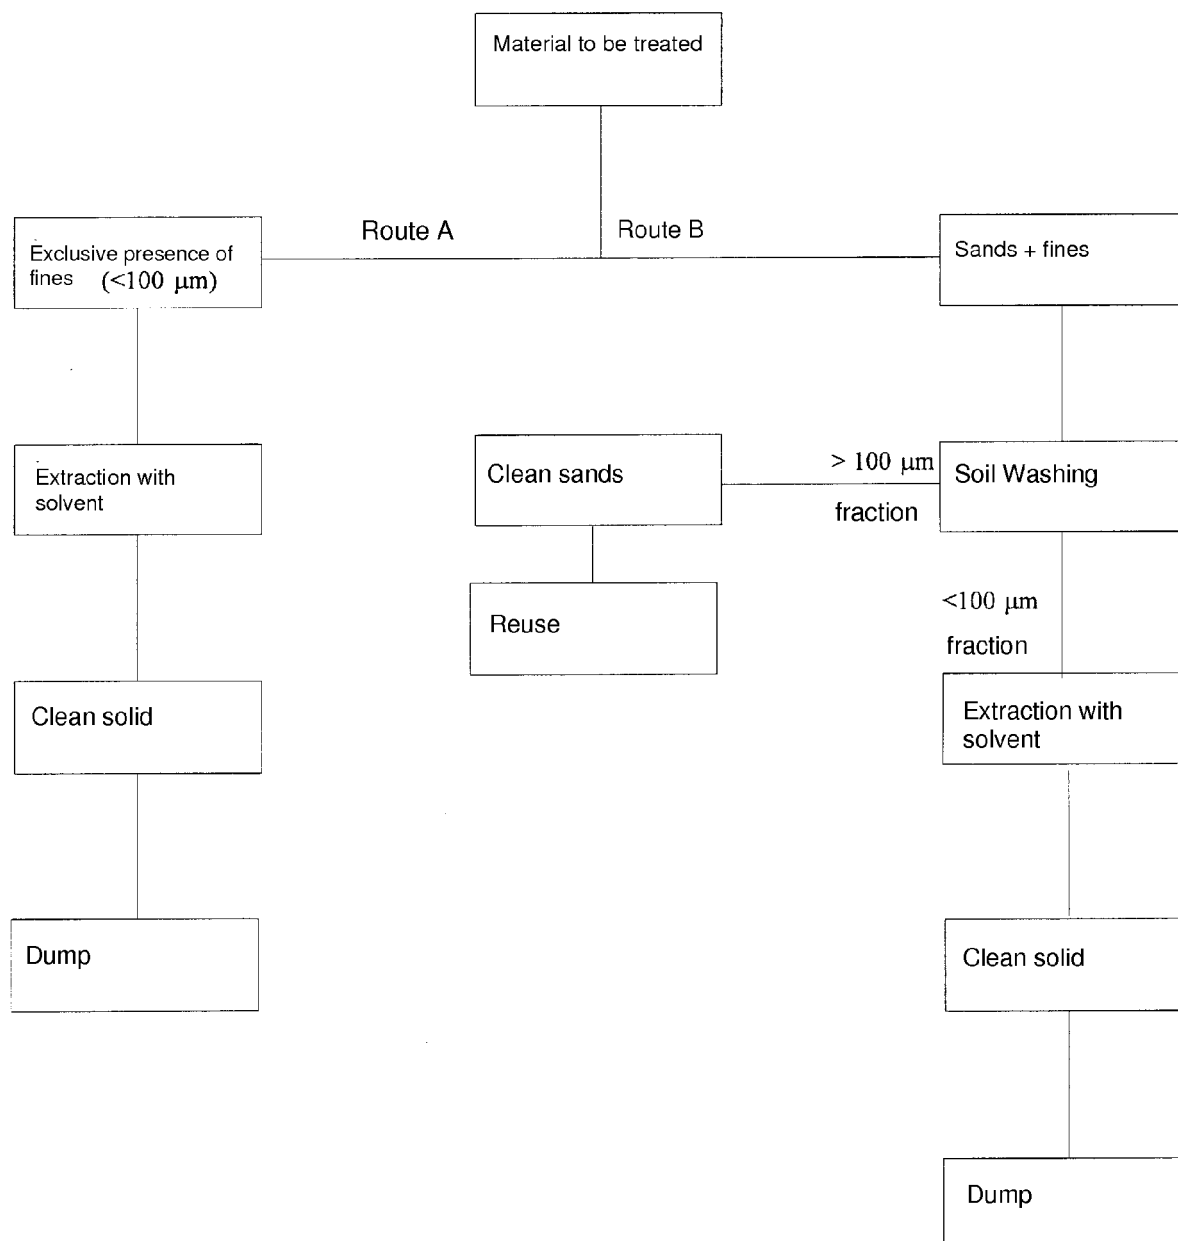 Material to be treated
Route A
Route B
Exclusive presence of
fines (<100 μm)
Sands + fines
Extraction with
solvent
Clean sands
> 100 μm
fraction
Soil Washing
Reuse
<100 μm
fraction
Clean solid
Extraction with
solvent
Dump
Clean solid
Dump